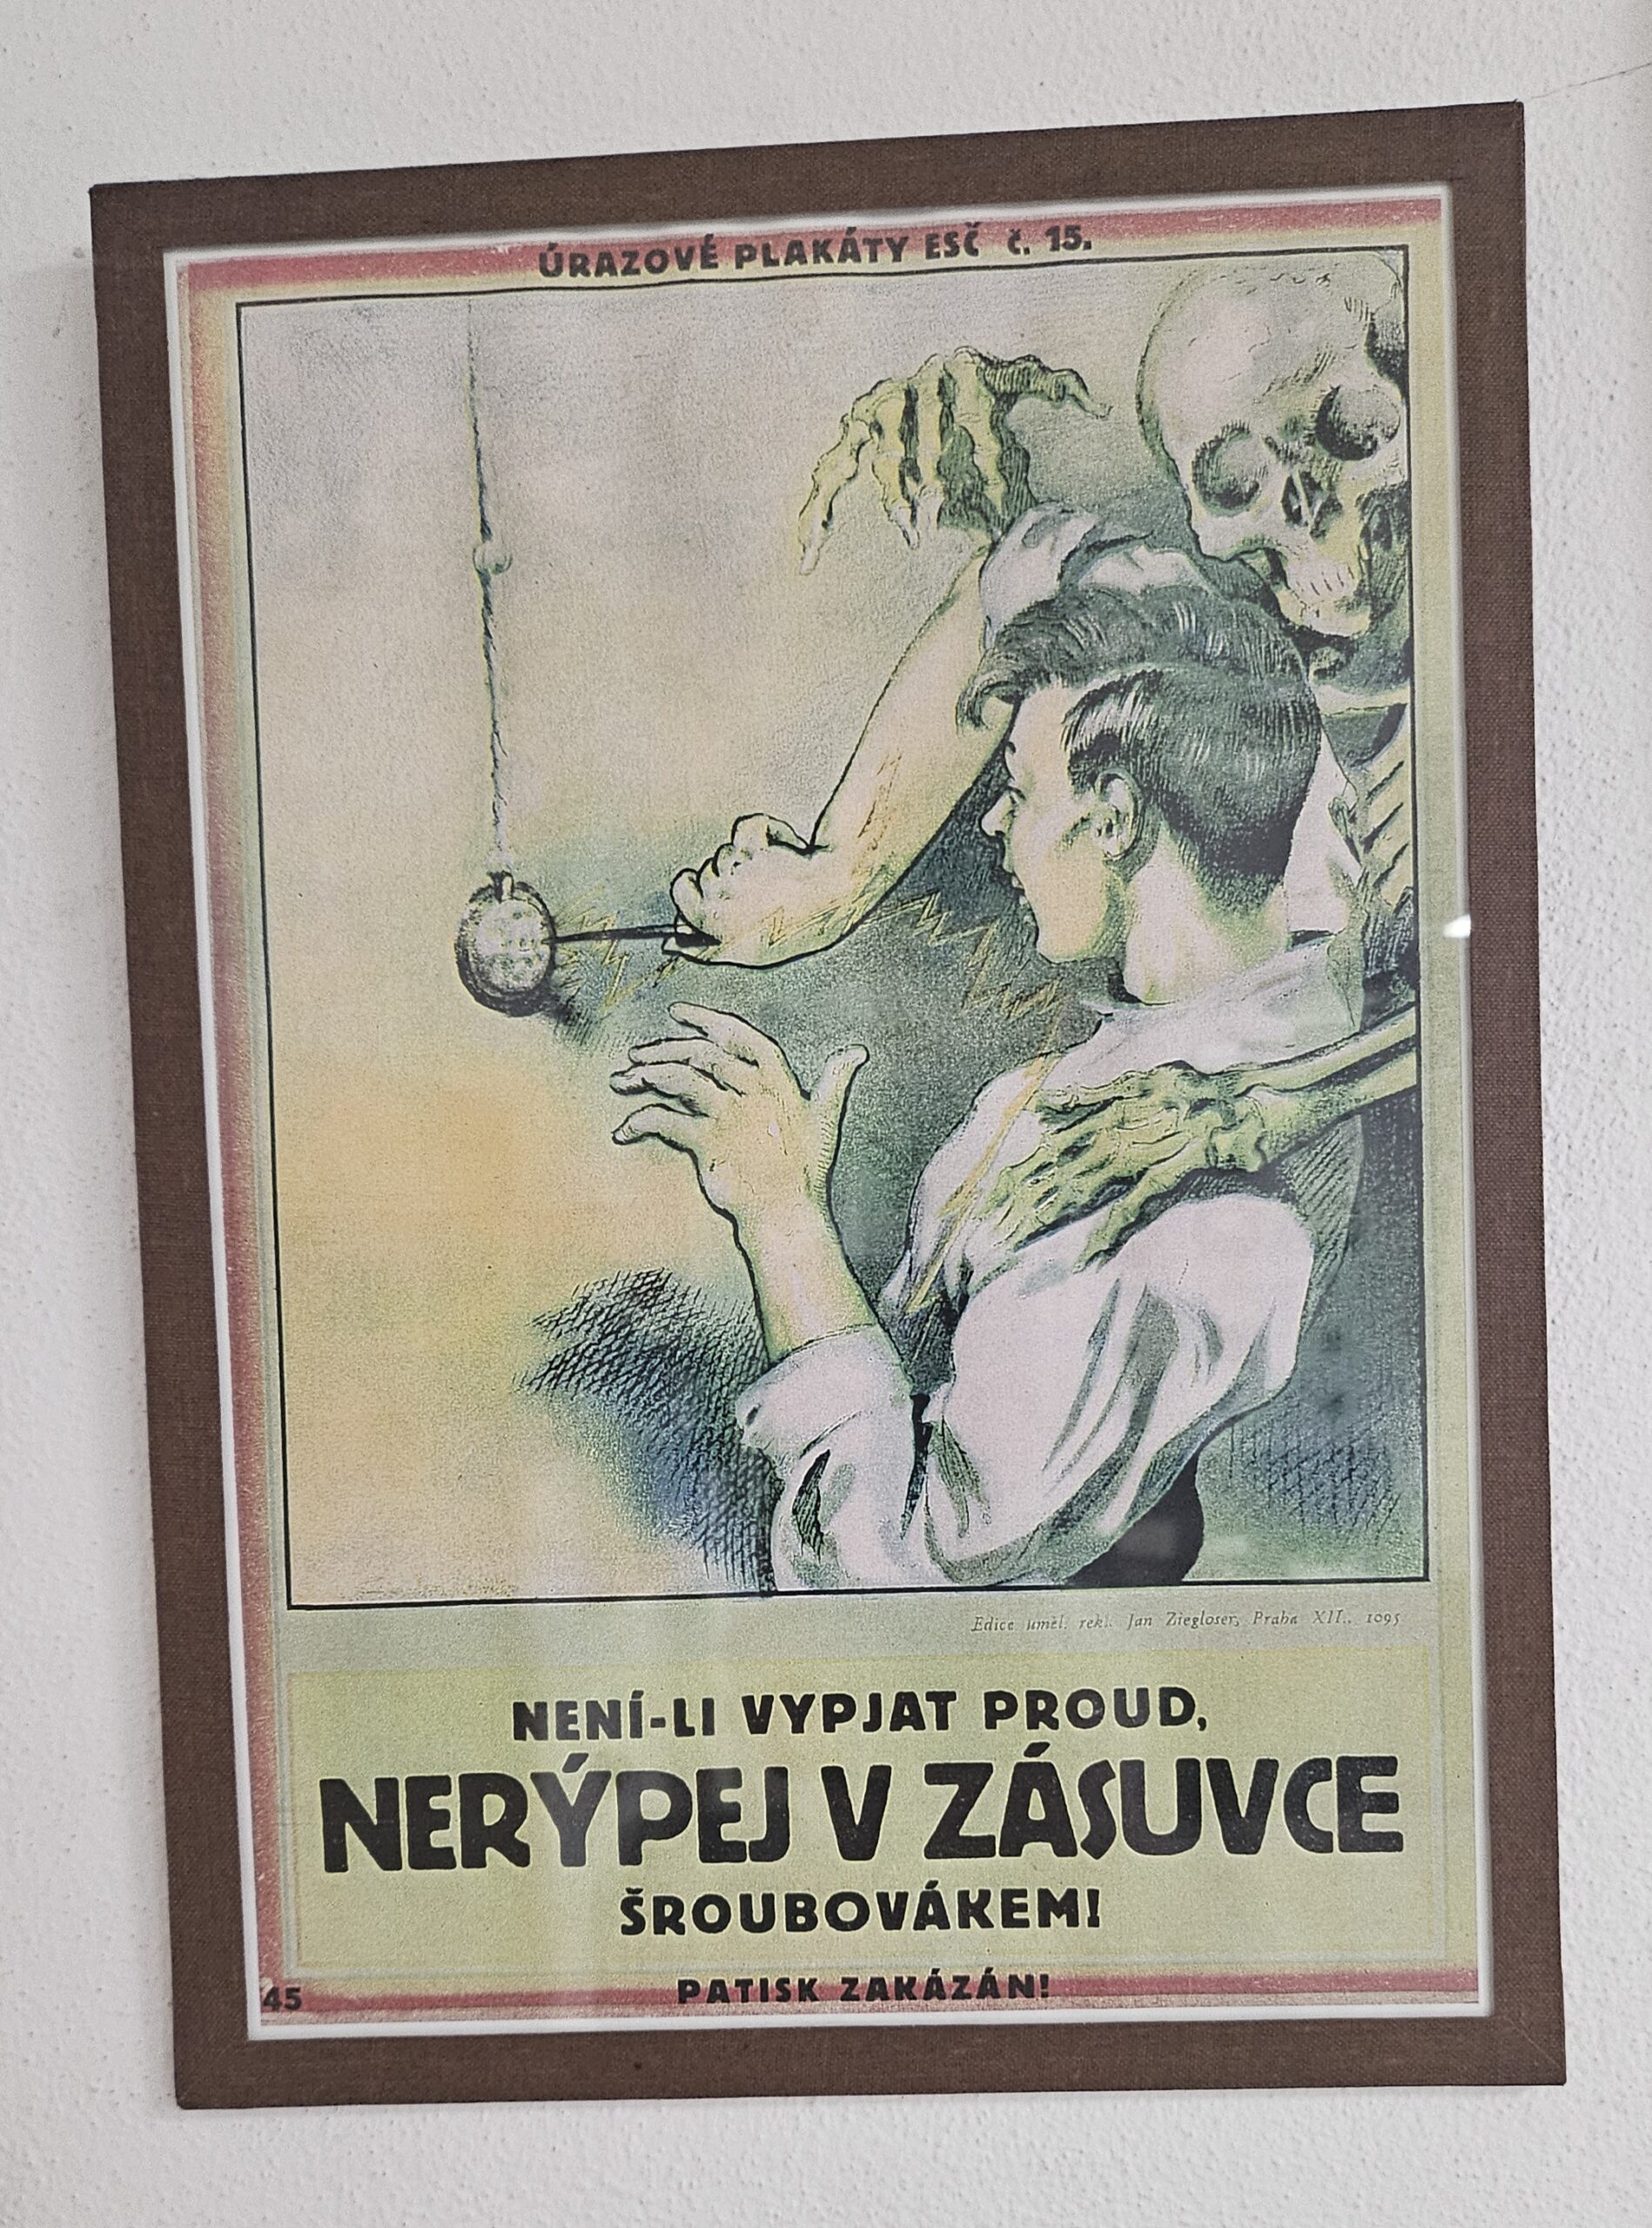 ÚRAZOVÉ PLAKÁTY ESČ č. 15.
Edice uměl. rekl. Jan Ziegloser, Praha XII., 1095
NENÍ-LI VYPJAT PROUD,
NERÝPEJ V ZÁSUVCE
ŠROUBOVÁKEM!
PATISK ZAKÁZÁN!
45